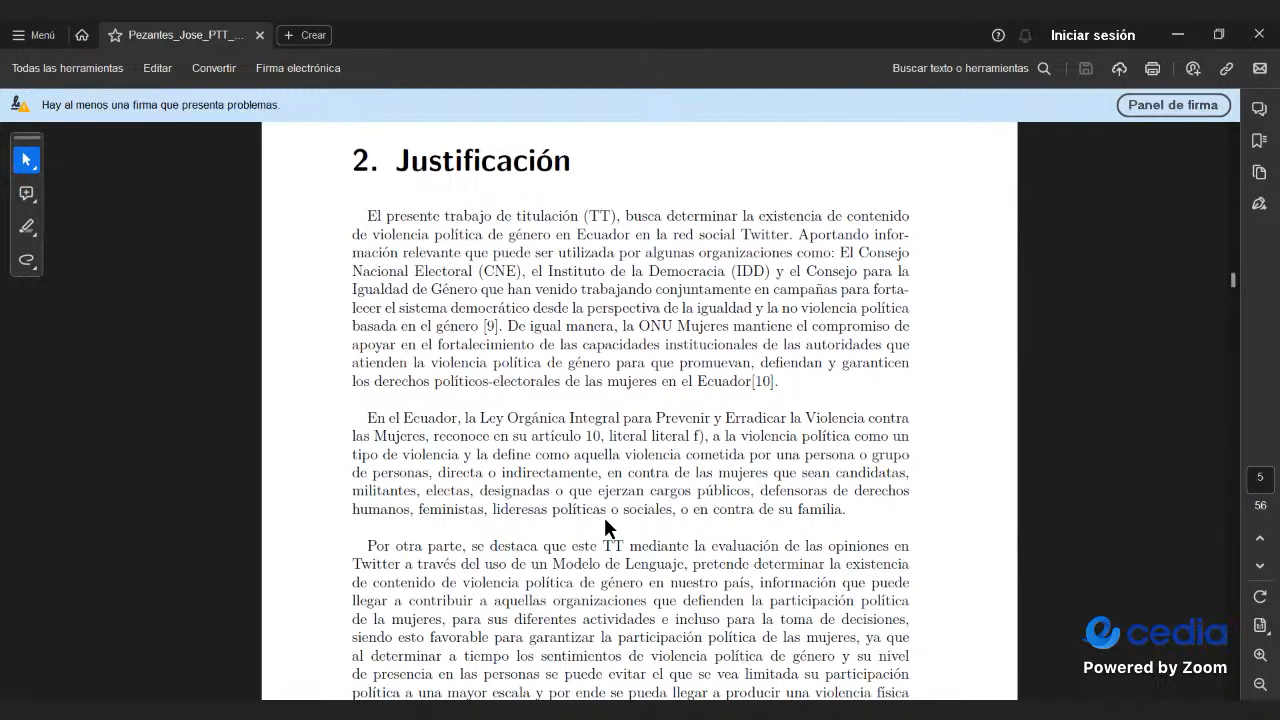 Menú
Pezantes_Jose_PTT_...
Crear
Iniciar sesión
Todas las herramientas
Editar
Convertir
Firma electrónica
Buscar texto o herramientas
Hay al menos una firma que presenta problemas.
Panel de firma
2. Justificación
El presente trabajo de titulación (TT), busca determinar la existencia de contenido
de violencia política de género en Ecuador en la red social Twitter. Aportando infor-
mación relevante que puede ser utilizada por algunas organizaciones como: El Consejo
Nacional Electoral (CNE), el Instituto de la Democracia (IDD) y el Consejo para la
Igualdad de Género que han venido trabajando conjuntamente en campañas para forta-
lecer el sistema democrático desde la perspectiva de la igualdad y la no violencia política
basada en el género [9]. De igual manera, la ONU Mujeres mantiene el compromiso de
apoyar en el fortalecimiento de las capacidades institucionales de las autoridades que
atienden la violencia política de género para que promuevan, defiendan y garanticen
los derechos políticos-electorales de las mujeres en el Ecuador[10].
En el Ecuador, la Ley Orgánica Integral para Prevenir y Erradicar la Violencia contra
las Mujeres, reconoce en su artículo 10, literal literal f), a la violencia política como un
tipo de violencia y la define como aquella violencia cometida por una persona o grupo
de personas, directa o indirectamente, en contra de las mujeres que sean candidatas,
militantes, electas, designadas o que ejerzan cargos públicos, defensoras de derechos
humanos, feministas, lideresas políticas o sociales, o en contra de su familia.
Por otra parte, se destaca que este TT mediante la evaluación de las opiniones en
Twitter a través del uso de un Modelo de Lenguaje, pretende determinar la existencia
de contenido de violencia política de género en nuestro país, información que puede
llegar a contribuir a aquellas organizaciones que defienden la participación política
de la mujeres, para sus diferentes actividades e incluso para la toma de decisiones,
siendo esto favorable para garantizar la participación política de las mujeres, ya que
al determinar a tiempo los sentimientos de violencia política de género y su nivel
de presencia en las personas se puede evitar el que se vea limitada su participación
política a una mayor escala y por ende se pueda llegar a producir una violencia física
5
56
cedia
Powered by Zoom